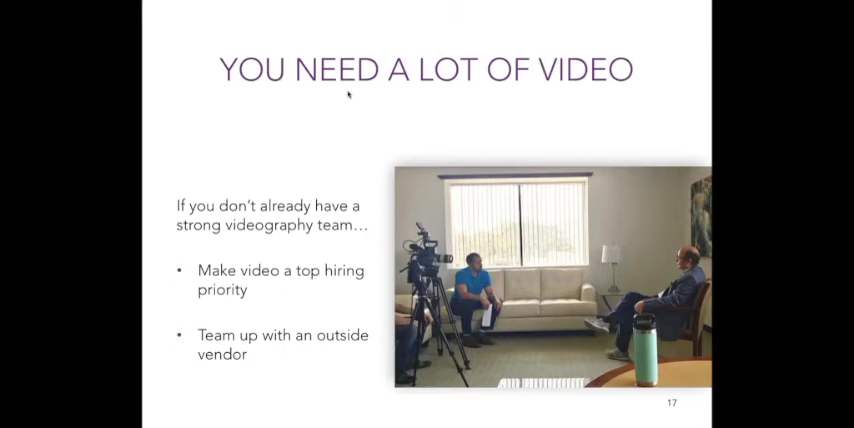 YOU NEED A LOT OF VIDEO
If you don't already have a
strong videography team…
• Make video a top hiring
priority
• Team up with an outside
vendor
17